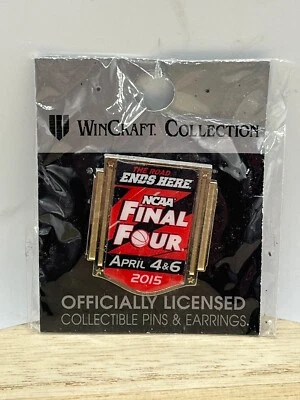 WINCRAFT. COLLECTION
THE ROAD
ENDS HERE.
NCAA
FINAL
FOUR
APRIL 4&6
2015
OFFICIALLY LICENSED
COLLECTIBLE PINS & EARRINGS